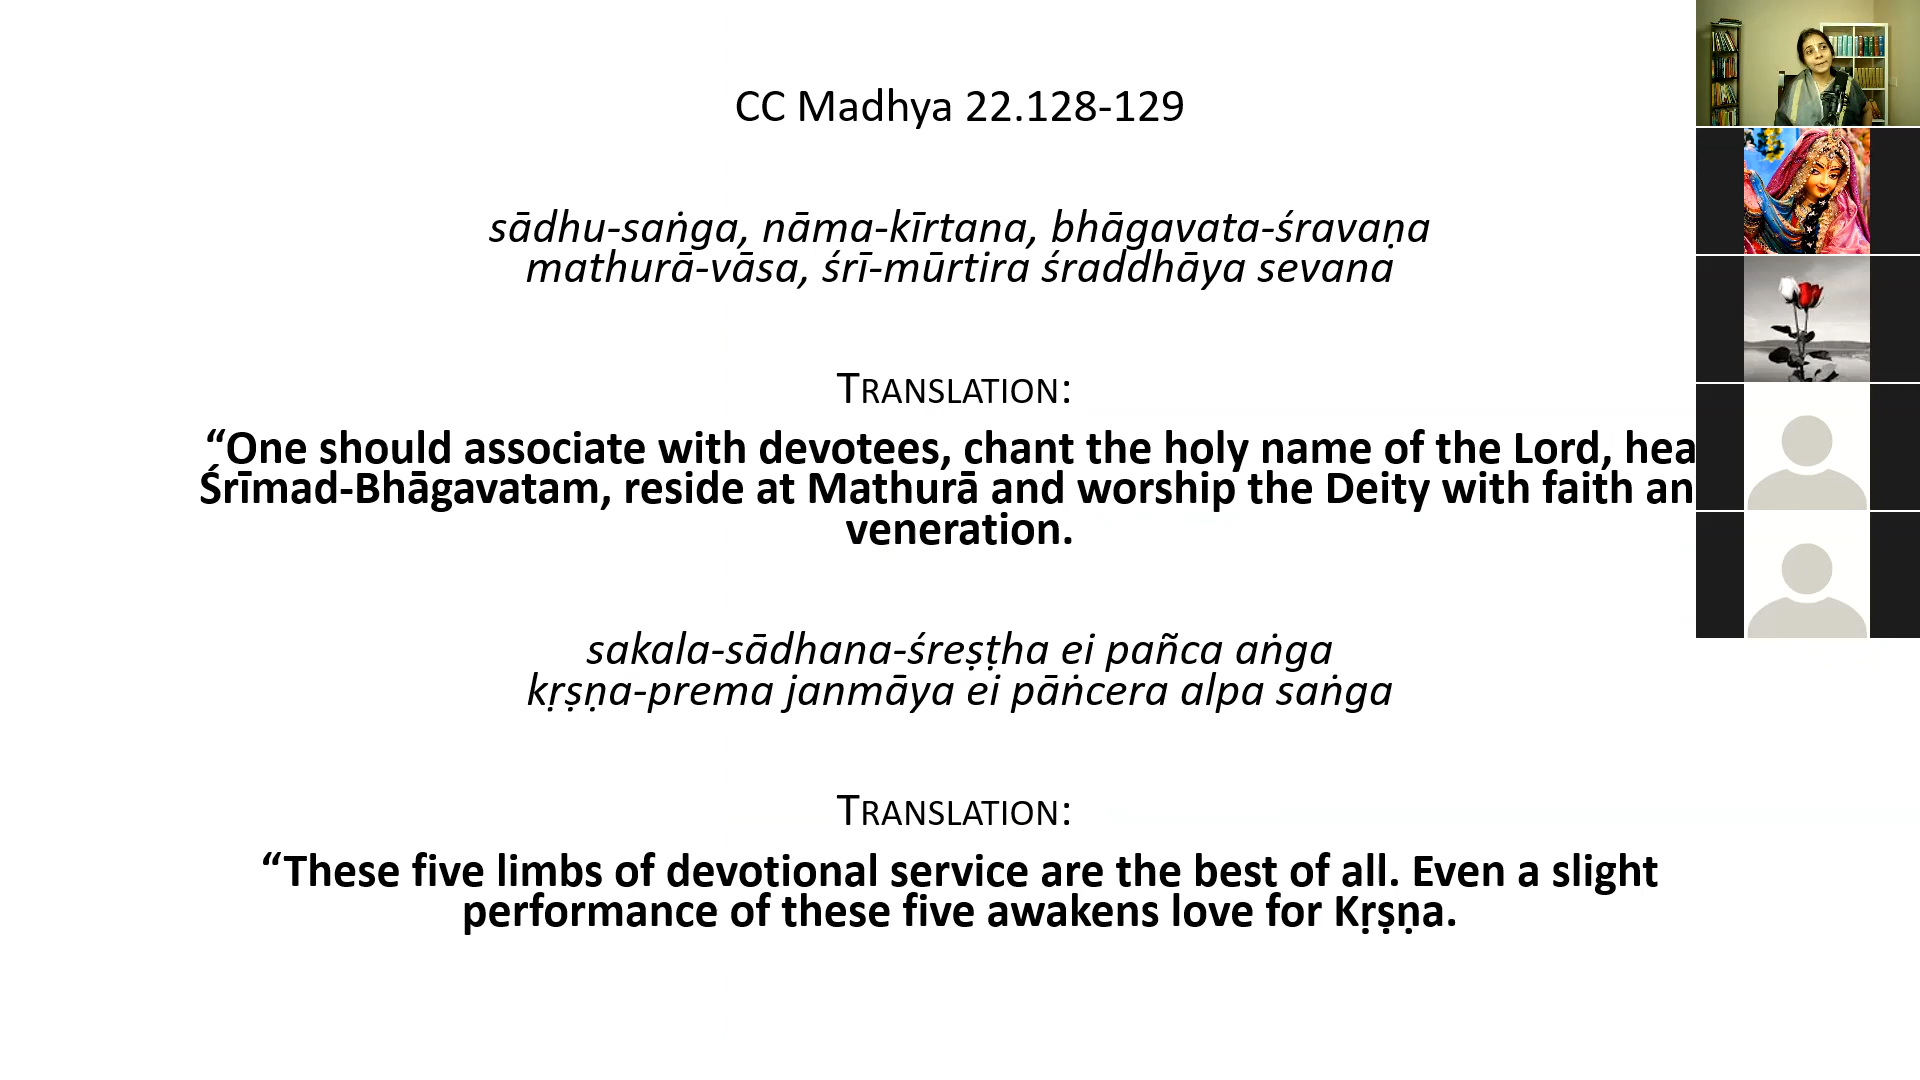 CC Madhya 22.128-129
sādhu-saṅga, nāma-kīrtana, bhāgavata-śravaṇa
mathurā-vāsa, śrī-mūrtira śraddhāya sevana
TRANSLATION:
“One should associate with devotees, chant the holy name of the Lord, hea
Śrīmad-Bhāgavatam, reside at Mathurā and worship the Deity with faith an
veneration.
sakala-sādhana-śreṣṭha ei pañca aṅga
kṛṣṇa-prema janmāya ei pāṅcera alpa saṅga
TRANSLATION:
“These five limbs of devotional service are the best of all. Even a slight
performance of these five awakens love for Kṛṣṇa.